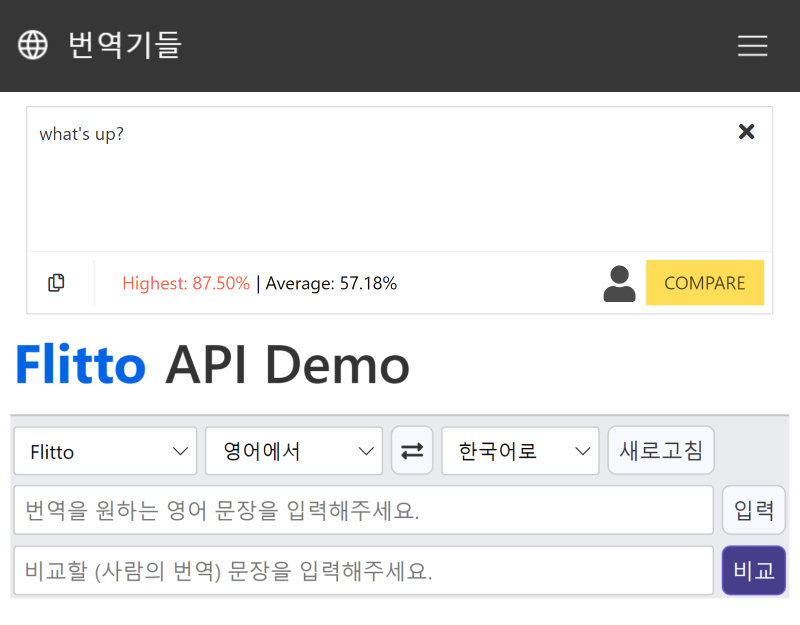 번역기들
what's up?
Highest: 87.50% | Average: 57.18%
COMPARE
Flitto API Demo
Flitto 영어에서 한국어로 새로고침
번역을 원하는 영어 문장을 입력해주세요. 입력
비교할 (사람의 번역) 문장을 입력해주세요. 비교